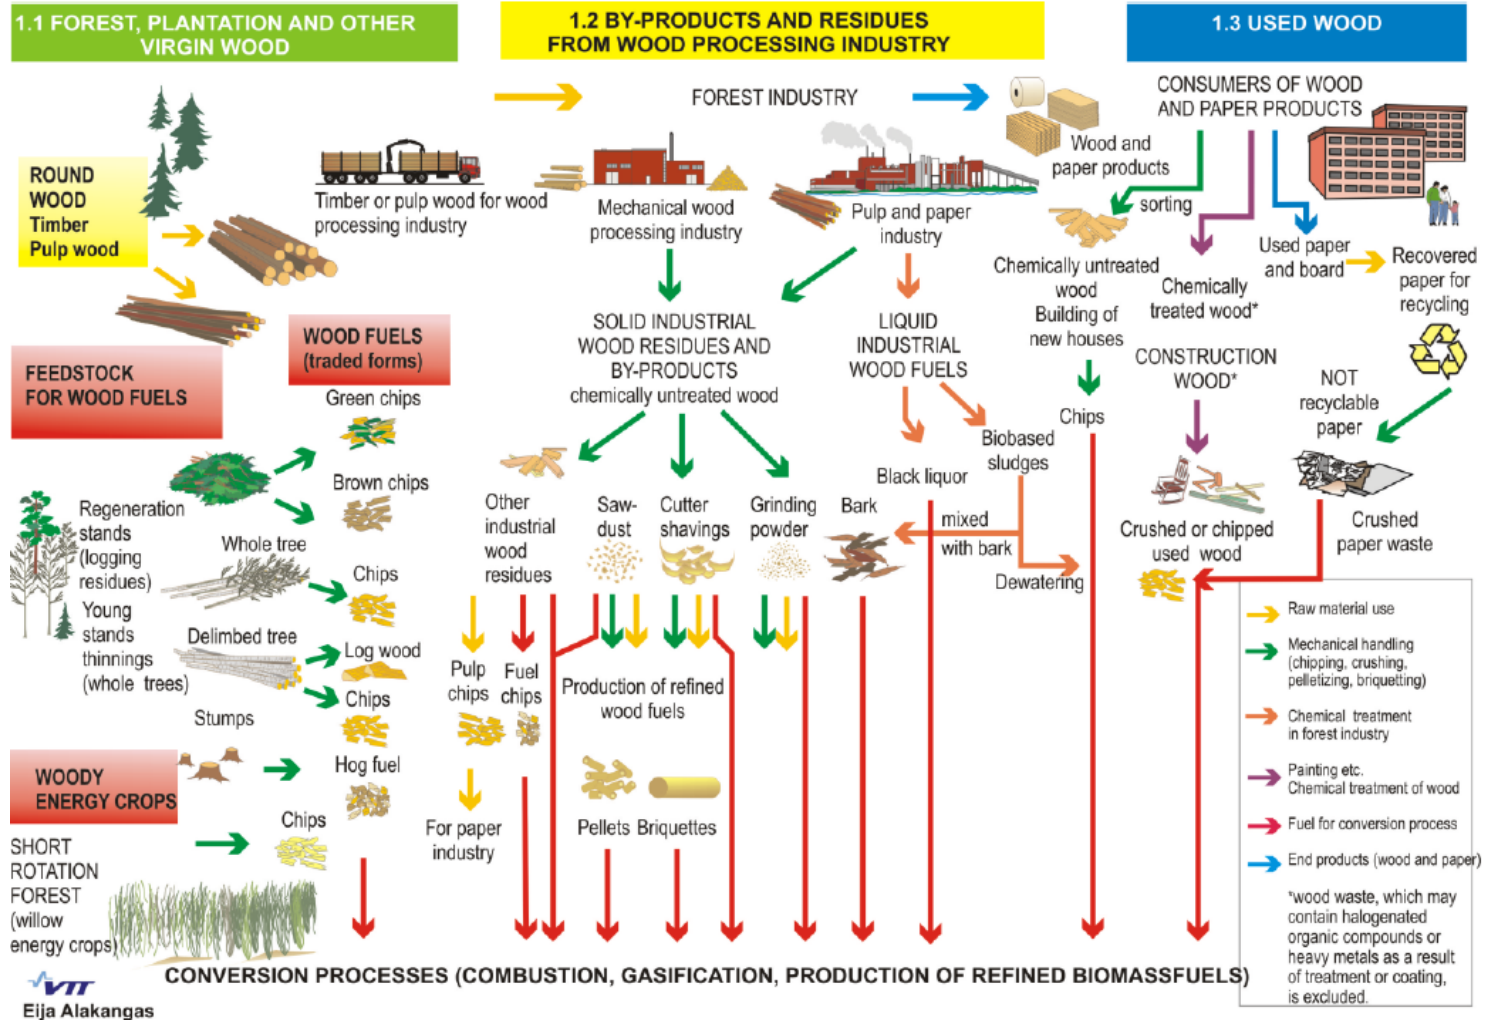 1.1 FOREST, PLANTATION AND OTHER
VIRGIN WOOD
1.2 BY-PRODUCTS AND RESIDUES
FROM WOOD PROCESSING INDUSTRY
1.3 USED WOOD
ROUND
WOOD
Timber
Pulp wood
Timber or pulp wood for wood
processing industry
FEEDSTOCK
FOR WOOD FUELS
WOOD FUELS
(traded forms)
Green chips
Brown chips
Regeneration
stands
(logging
residues)
Whole tree
Chips
Young
stands
thinnings
(whole trees)
Delimbed tree
Log wood
Chips
Stumps
Hog fuel
WOODY
ENERGY CROPS
Chips
SHORT
ROTATION
FOREST
(willow
energy crops)
FOREST INDUSTRY
Mechanical wood
processing industry
Pulp and paper
industry
Wood and
paper products
SOLID INDUSTRIAL
WOOD RESIDUES AND
BY-PRODUCTS
chemically untreated wood
LIQUID
INDUSTRIAL
WOOD FUELS
Black liquor
Biobased
sludges
Other
industrial
wood
residues
Saw-
dust
Cutter
shavings
Grinding
powder
Bark
mixed
with bark
Dewatering
Pulp
chips
Fuel
chips
Production of refined
wood fuels
For paper
industry
Pellets
Briquettes
CONSUMERS OF WOOD
AND PAPER PRODUCTS
sorting
Chemically untreated
wood
Building of
new houses
Chips
Chemically
treated wood*
CONSTRUCTION
WOOD*
Crushed or chipped
used wood
Used paper
and board
Recovered
paper for
recycling
NOT
recyclable
paper
Crushed
paper waste
Raw material use
Mechanical handling
(chipping, crushing,
pelletizing, briquetting)
Chemical treatment
in forest industry
Painting etc.
Chemical treatment of wood
Fuel for conversion process
End products (wood and paper)
*wood waste, which may
contain halogenated
organic compounds or
heavy metals as a result
of treatment or coating,
is excluded.
CONVERSION PROCESSES (COMBUSTION, GASIFICATION, PRODUCTION OF REFINED BIOMASSFUELS)
VTT
Eija Alakangas